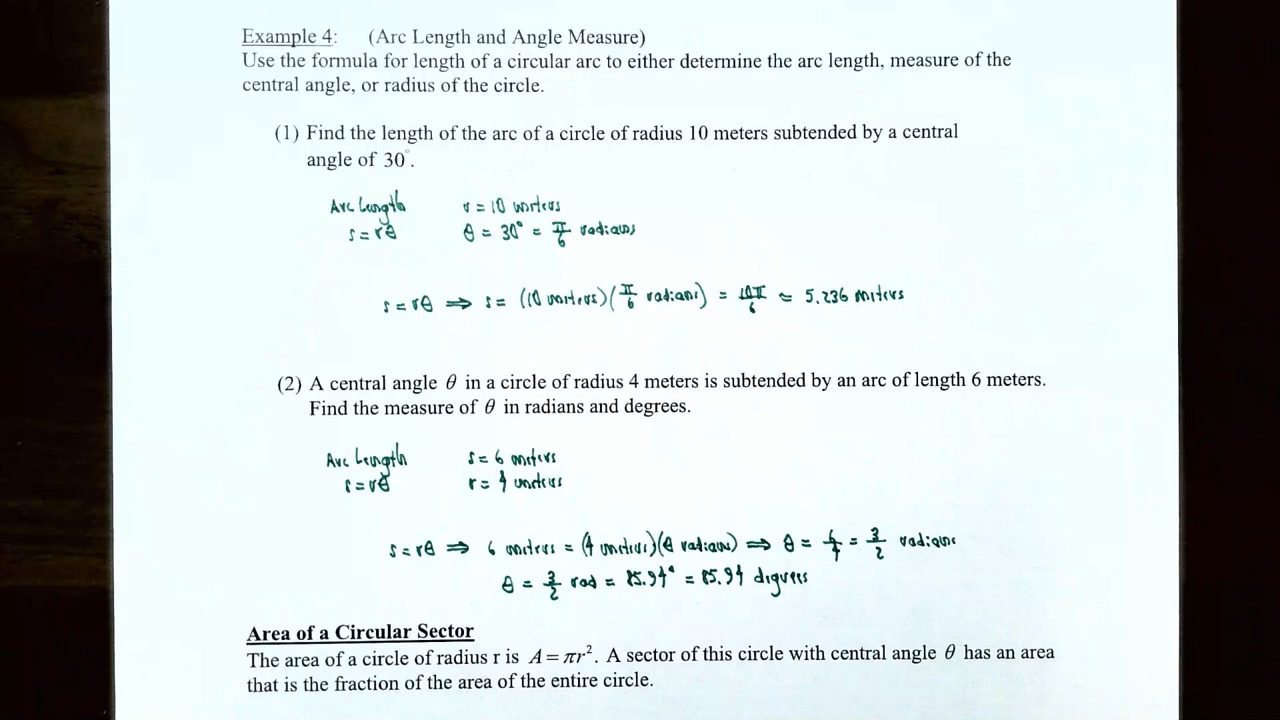 Example 4: (Arc Length and Angle Measure)
Use the formula for length of a circular arc to either determine the arc length, measure of the
central angle, or radius of the circle.
(1) Find the length of the arc of a circle of radius 10 meters subtended by a central
angle of 30°.
Arc Length r = 10 meters
s = rθ θ = 30° = π/6 radians
s = rθ ⟹ s = (10 meters)(π/6 radians) = 10π/6 ≈ 5.236 meters
(2) A central angle θ in a circle of radius 4 meters is subtended by an arc of length 6 meters.
Find the measure of θ in radians and degrees.
Arc Length s = 6 meters
s = rθ r = 4 meters
s = rθ ⟹ 6 meters = (4 meters)(θ radians) ⟹ θ = 6/4 = 3/2 radians
θ = 3/2 rad = 85.94° = 85.94 degrees
Area of a Circular Sector
The area of a circle of radius r is A = πr². A sector of this circle with central angle θ has an area
that is the fraction of the area of the entire circle.